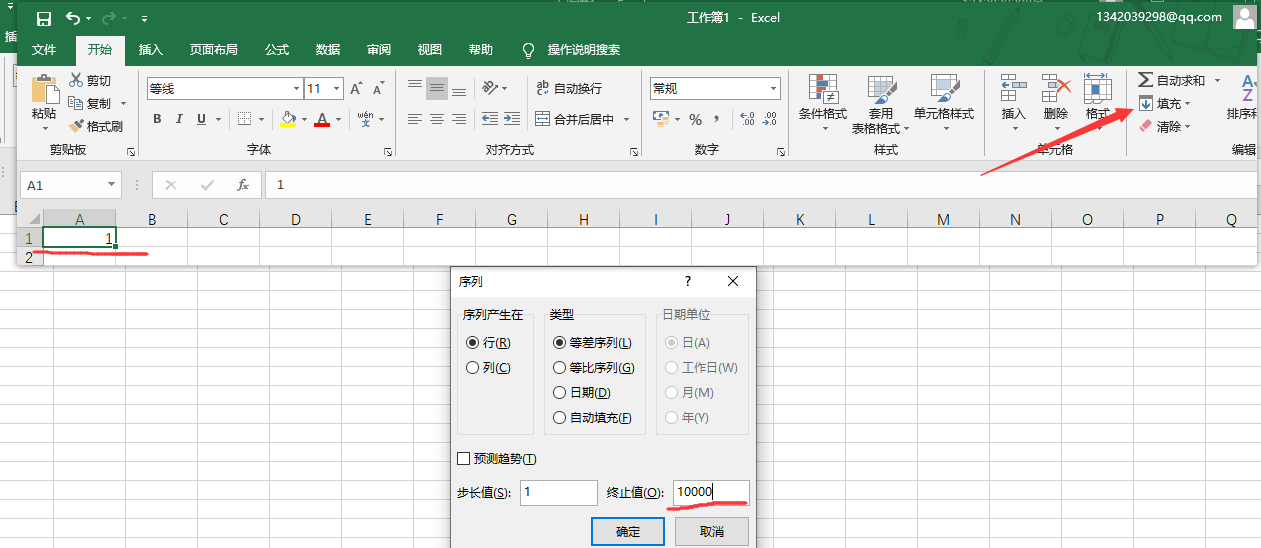 工作簿1 - Excel
1342039298@qq.com
文件 开始 插入 页面布局 公式 数据 审阅 视图 帮助 操作说明搜索
剪切
复制
格式刷
粘贴
剪贴板
等线 11 A A
B I U A wén 文
字体
ab 自动换行
合并后居中
对齐方式
常规
% , .00 .00
数字
条件格式 套用 表格格式 单元格样式
样式
插入 删除 格式
单元格
自动求和
填充
清除
编辑
A1 fx 1
A B C D E F G H I J K L M N O P Q
1 1
2
序列 ?
序列产生在 类型 日期单位
行(R) 等差序列(L) 日(A)
列(C) 等比序列(G) 工作日(W)
日期(D) 月(M)
自动填充(F) 年(Y)
预测趋势(T)
步长值(S): 1 终止值(O): 10000
确定 取消